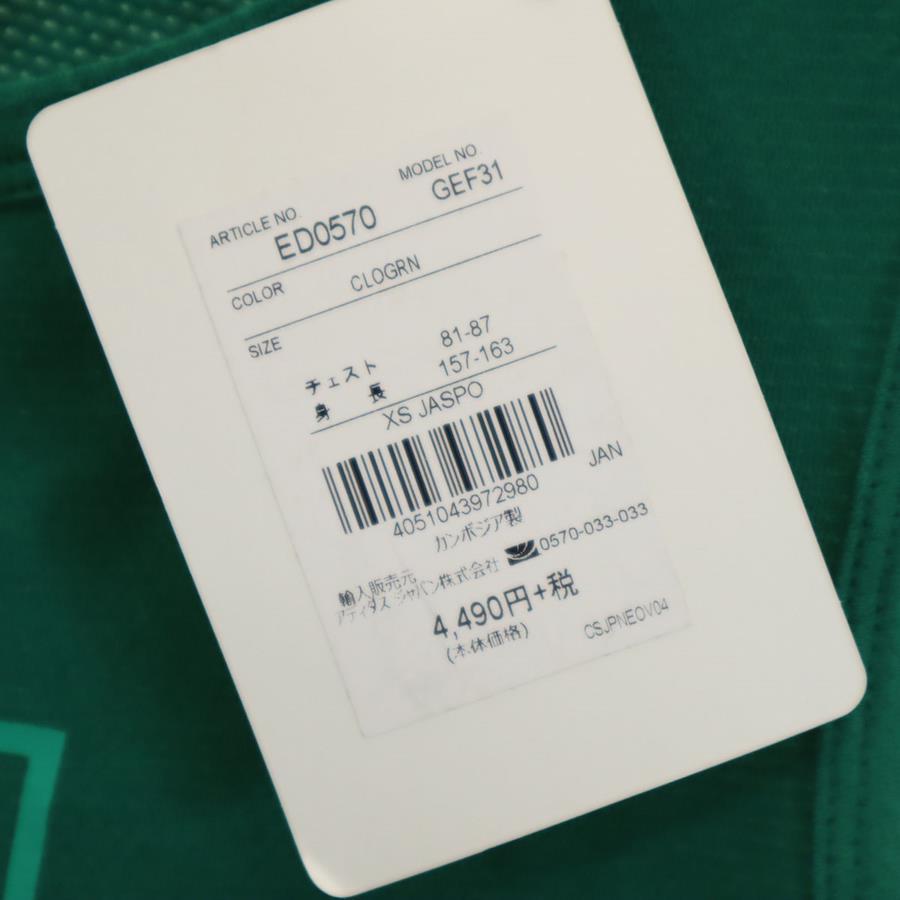 ARTICLE NO. MODEL NO.
ED0570 GEF31
COLOR CLOGRN
SIZE
チェスト 81-87
身長 157-163
XS JASPO
JAN
4051043972980
カンボジア製
輸入販売元
アディダス ジャパン株式会社 0570-033-033
4,490円+税
(本体価格) CSJPNEOV04